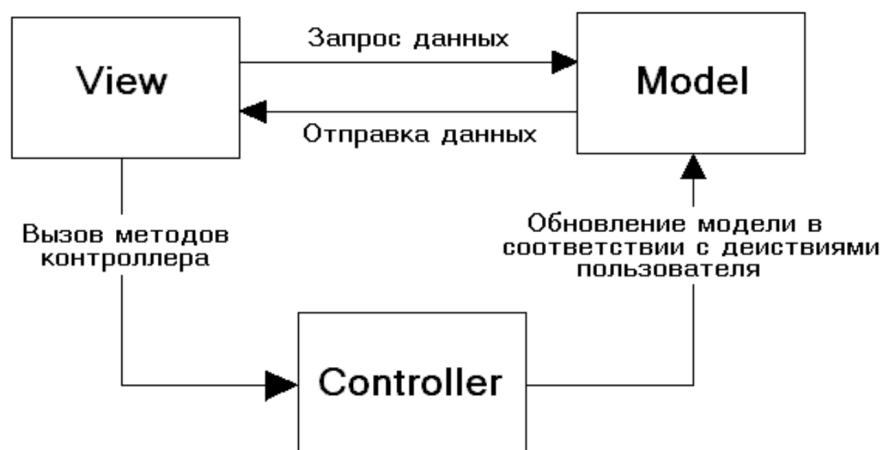 Запрос данных
View
Model
Отправка данных
Вызов методов
контроллера
Обновление модели в
соответствии с деиствиями
пользователя
Controller